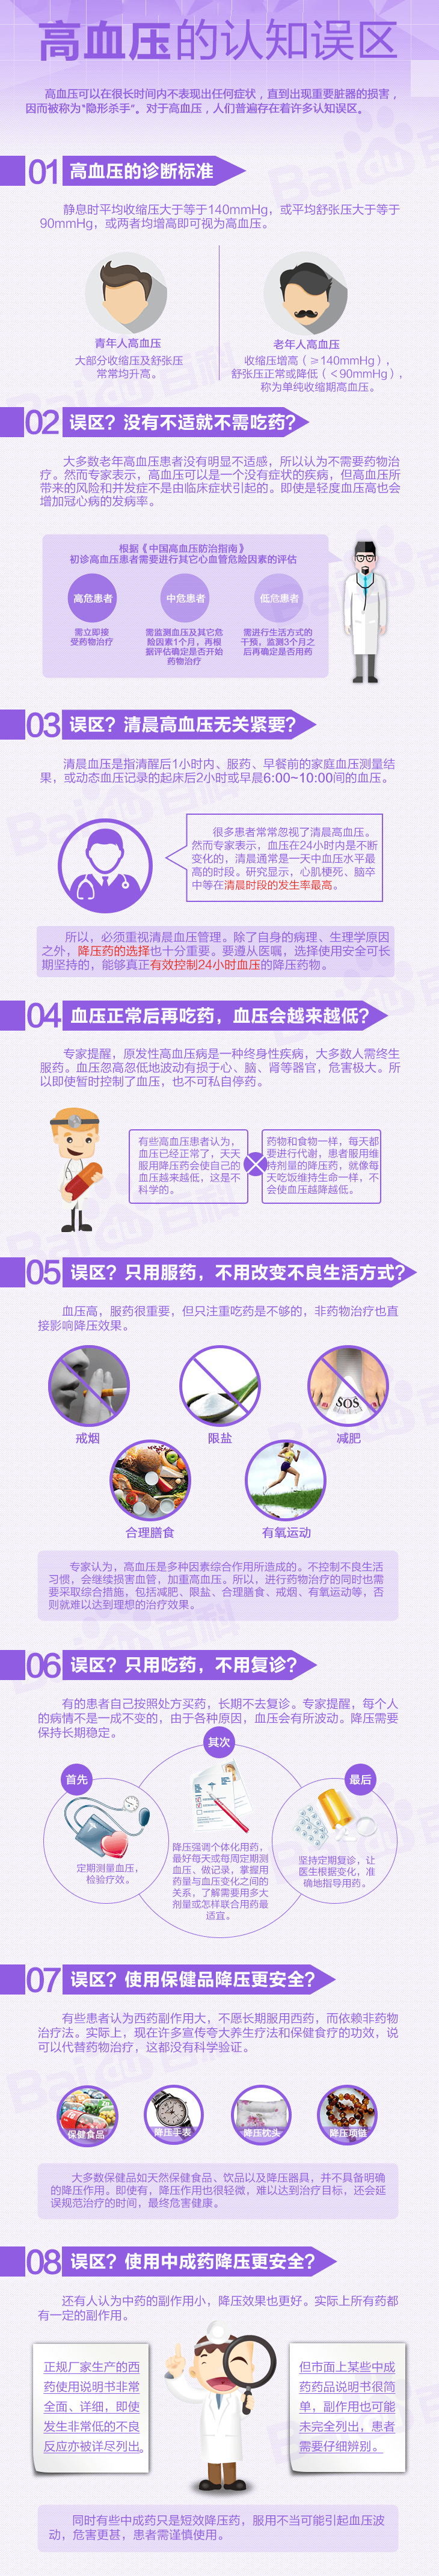 高血压的认知误区
高血压可以在很长时间内不表现出任何症状，直到出现重要脏器的损害，
因而被称为“隐形杀手”。对于高血压，人们普遍存在着许多认知误区。
01 高血压的诊断标准
静息时平均收缩压大于等于140mmHg，或平均舒张压大于等于
90mmHg，或两者均增高即可视为高血压。
青年人高血压
大部分收缩压及舒张压
常常均升高。
老年人高血压
收缩压增高（≥140mmHg），
舒张压正常或降低（<90mmHg），
称为单纯收缩期高血压。
02 误区？没有不适就不需吃药？
大多数老年高血压患者没有明显不适感，所以认为不需要药物治
疗。然而专家表示，高血压可以是一个没有症状的疾病，但高血压所
带来的风险和并发症不是由临床症状引起的。即使是轻度血压高也会
增加冠心病的发病率。
根据《中国高血压防治指南》
初诊高血压患者需要进行其它心血管危险因素的评估
高危患者
需立即接
受药物治疗
中危患者
需监测血压及其它危
险因素1个月，再根
据评估确定是否开始
药物治疗
低危患者
需进行生活方式的
干预，监测3个月之
后再确定是否用药
03 误区？清晨高血压无关紧要？
清晨血压是指清醒后1小时内、服药、早餐前的家庭血压测量结
果，或动态血压记录的起床后2小时或早晨6:00~10:00间的血压。
很多患者常常忽视了清晨高血压。
然而专家表示，血压在24小时内是不断
变化的，清晨通常是一天中血压水平最
高的时段。研究显示，心肌梗死、脑卒
中等在清晨时段的发生率最高。
所以，必须重视清晨血压管理。除了自身的病理、生理学原因
之外，降压药的选择也十分重要。要遵从医嘱，选择使用安全可长
期坚持的，能够真正有效控制24小时血压的降压药物。
04 血压正常后再吃药，血压会越来越低？
专家提醒，原发性高血压病是一种终身性疾病，大多数人需终生
服药。血压忽高忽低地波动有损于心、脑、肾等器官，危害极大。所
以即使暂时控制了血压，也不可私自停药。
有些高血压患者认为，
血压已经正常了，天天
服用降压药会使自己的
血压越来越低，这是不
科学的。
药物和食物一样，每天都
要进行代谢，患者服用维
持剂量的降压药，就像每
天吃饭维持生命一样，不
会使血压越降越低。
05 误区？只用服药，不用改变不良生活方式？
血压高，服药很重要，但只注重吃药是不够的，非药物治疗也直
接影响降压效果。
SOS
戒烟
限盐
减肥
合理膳食
有氧运动
专家认为，高血压是多种因素综合作用所造成的。不控制不良生活
习惯，会继续损害血管，加重高血压。所以，进行药物治疗的同时也需
要采取综合措施，包括减肥、限盐、合理膳食、戒烟、有氧运动等，否
则就难以达到理想的治疗效果。
06 误区？只用吃药，不用复诊？
有的患者自己按照处方买药，长期不去复诊。专家提醒，每个人
的病情不是一成不变的，由于各种原因，血压会有所波动。降压需要
保持长期稳定。
首先
定期测量血压，
检验疗效。
其次
降压强调个体化用药，
最好每天或每周定期测
血压、做记录，掌握用
药量与血压变化之间的
关系，了解需要用多大
剂量或怎样联合用药最
适宜。
最后
坚持定期复诊，让
医生根据变化，准
确地指导用药。
07 误区？使用保健品降压更安全？
有些患者认为西药副作用大，不愿长期服用西药，而依赖非药物
治疗法。实际上，现在许多宣传夸大养生疗法和保健食疗的功效，说
可以代替药物治疗，这都没有科学验证。
保健食品
降压手表
降压枕头
降压项链
大多数保健品如天然保健食品、饮品以及降压器具，并不具备明确
的降压作用。即使有，降压作用也很轻微，难以达到治疗目标，还会延
误规范治疗的时间，最终危害健康。
08 误区？使用中成药降压更安全？
还有人认为中药的副作用小，降压效果也更好。实际上所有药都
有一定的副作用。
正规厂家生产的西
药使用说明书非常
全面、详细，即使
发生非常低的不良
反应亦被详尽列出。
但市面上某些中成
药药品说明书很简
单，副作用也可能
未完全列出，患者
需要仔细辨别。
同时有些中成药只是短效降压药，服用不当可能引起血压波
动，危害更甚，患者需谨慎使用。